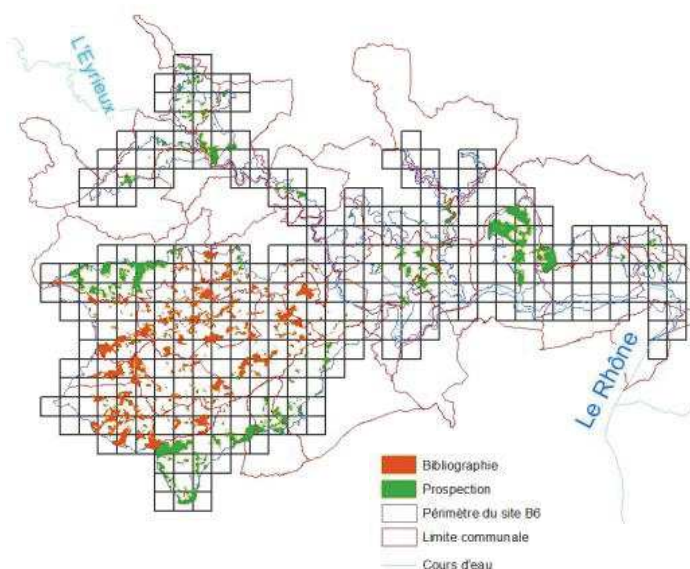 L'Eyrieux
Le Rhône
Bibliographie
Prospection
Périmètre du site B6
Limite communale
Cours d'eau